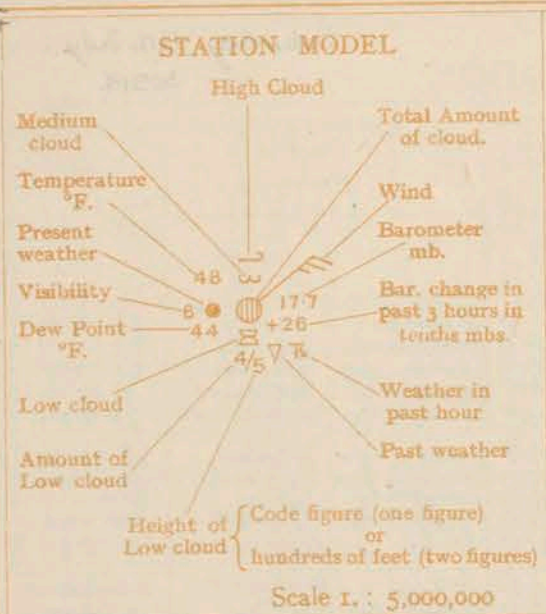 STATION MODEL
High Cloud
Medium
cloud
Total Amount
of cloud.
Temperature
°F.
Wind
Present
weather
Barometer
mb.
48
Visibility
6
177
Bar. change in
past 3 hours in
tenths mbs.
+26
Dew Point
°F.
44
4/5
Low cloud
Weather in
past hour
Amount of
Low cloud
Past weather
Height of
Low cloud
Code figure (one figure)
or
hundreds of feet (two figures)
Scale 1. : 5,000,000